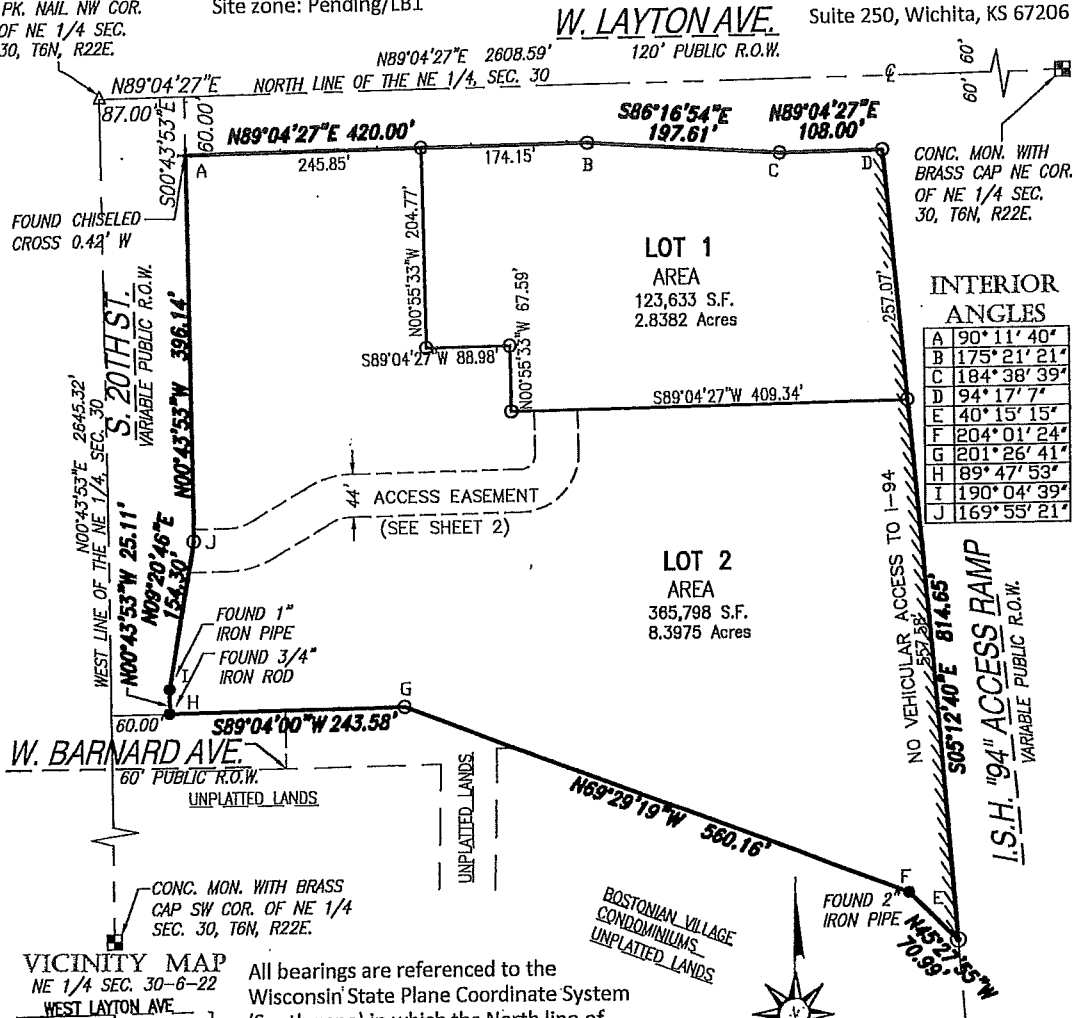 PK. NAIL NW COR.
OF NE 1/4 SEC.
30, T6N, R22E.
Site zone: Pending/LB1
W. LAYTON AVE.
120' PUBLIC R.O.W.
Suite 250, Wichita, KS 67206
N89°04'27"E 2608.59'
NORTH LINE OF THE NE 1/4, SEC. 30
N89°04'27"E
87.00'
S00°43'53"E
60.00'
60' 60'
CONC. MON. WITH
BRASS CAP NE COR.
OF NE 1/4 SEC.
30, T6N, R22E.
N89°04'27"E 420.00'
245.85'
174.15'
S86°16'54"E
197.61'
N89°04'27"E
108.00'
A
B
C
D
FOUND CHISELED
CROSS 0.42' W
S. 20TH ST.
VARIABLE PUBLIC R.O.W.
N00°43'53"W 396.14'
N00°55'33"W 204.77'
S89°04'27"W 88.98'
N00°55'33"W 67.59'
S89°04'27"W 409.34'
257.07'
LOT 1
AREA
123,633 S.F.
2.8382 Acres
INTERIOR
ANGLES
A 90°11'40"
B 175°21'21"
C 184°38'39"
D 94°17'7"
E 40°15'15"
F 204°01'24"
G 201°26'41"
H 89°47'53"
I 190°04'39"
J 169°55'21"
N00°43'53"E 2645.32'
WEST LINE OF THE NE 1/4, SEC. 30
N00°43'53"W 25.11'
N09°20'46"E
154.30'
J
44'
ACCESS EASEMENT
(SEE SHEET 2)
LOT 2
AREA
365,798 S.F.
8.3975 Acres
NO VEHICULAR ACCESS TO I-94
557.58'
S05°12'40"E 814.65'
I.S.H. "94" ACCESS RAMP
VARIABLE PUBLIC R.O.W.
FOUND 1"
IRON PIPE
FOUND 3/4"
IRON ROD
I
H
G
60.00'
S89°04'00"W 243.58'
W. BARNARD AVE.
60' PUBLIC R.O.W.
UNPLATTED LANDS
UNPLATTED LANDS
N69°29'19"W 560.16'
F
E
FOUND 2"
IRON PIPE
N45°27'55"W
70.99'
BOSTONIAN VILLAGE
CONDOMINIUMS
UNPLATTED LANDS
CONC. MON. WITH BRASS
CAP SW COR. OF NE 1/4
SEC. 30, T6N, R22E.
VICINITY MAP
NE 1/4 SEC. 30-6-22
WEST LAYTON AVE
All bearings are referenced to the
Wisconsin State Plane Coordinate System